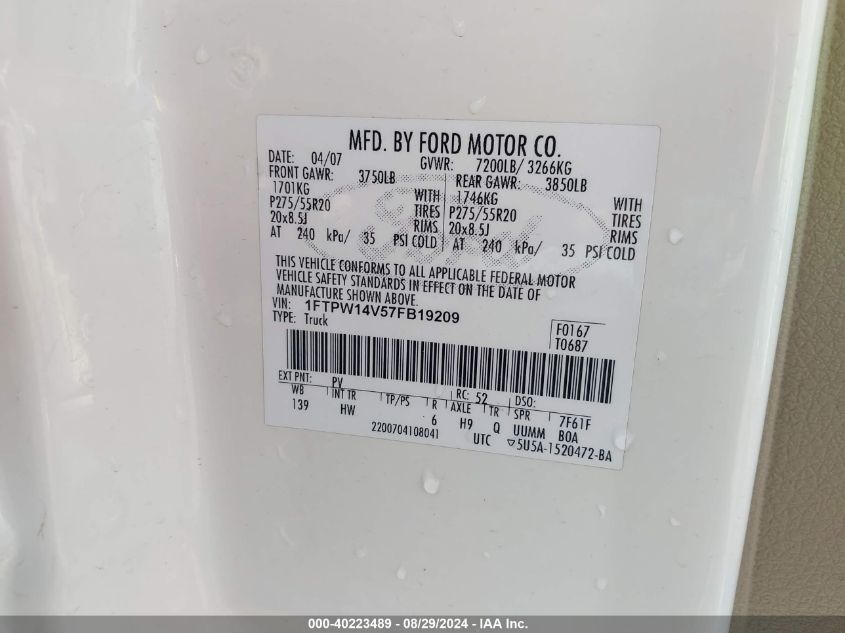 MFD. BY FORD MOTOR CO.
DATE: 04/07 GVWR: 7200LB/ 3266KG
FRONT GAWR: 3750LB REAR GAWR: 3850LB
1701KG WITH 1746KG WITH
P275/55R20 TIRES P275/55R20 TIRES
20x8.5J RIMS 20x8.5J RIMS
AT 240 kPa/ 35 PSI COLD AT 240 kPa/ 35 PSI COLD
Ford
THIS VEHICLE CONFORMS TO ALL APPLICABLE FEDERAL MOTOR
VEHICLE SAFETY STANDARDS IN EFFECT ON THE DATE OF
MANUFACTURE SHOWN ABOVE.
VIN: 1FTPW14V57FB19209
TYPE: Truck
F0167
T0687
EXT PNT: PV RC: 52 DSO:
WB INT TR TP/PS R AXLE TR SPR 7F61F
139 HW 6 H9 Q UUMM BOA
2200704108041 UTC ▽5U5A-1520472-BA
000-40223489 - 08/29/2024 - IAA Inc.